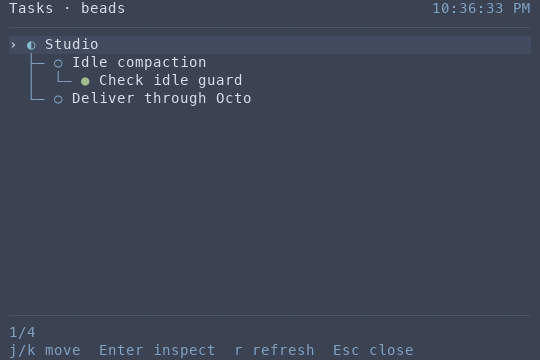 Tasks · beads 10:36:33 PM
› ◐ Studio
├─ ○ Idle compaction
│ └─ ● Check idle guard
└─ ○ Deliver through Octo
1/4
j/k move  Enter inspect  r refresh  Esc close